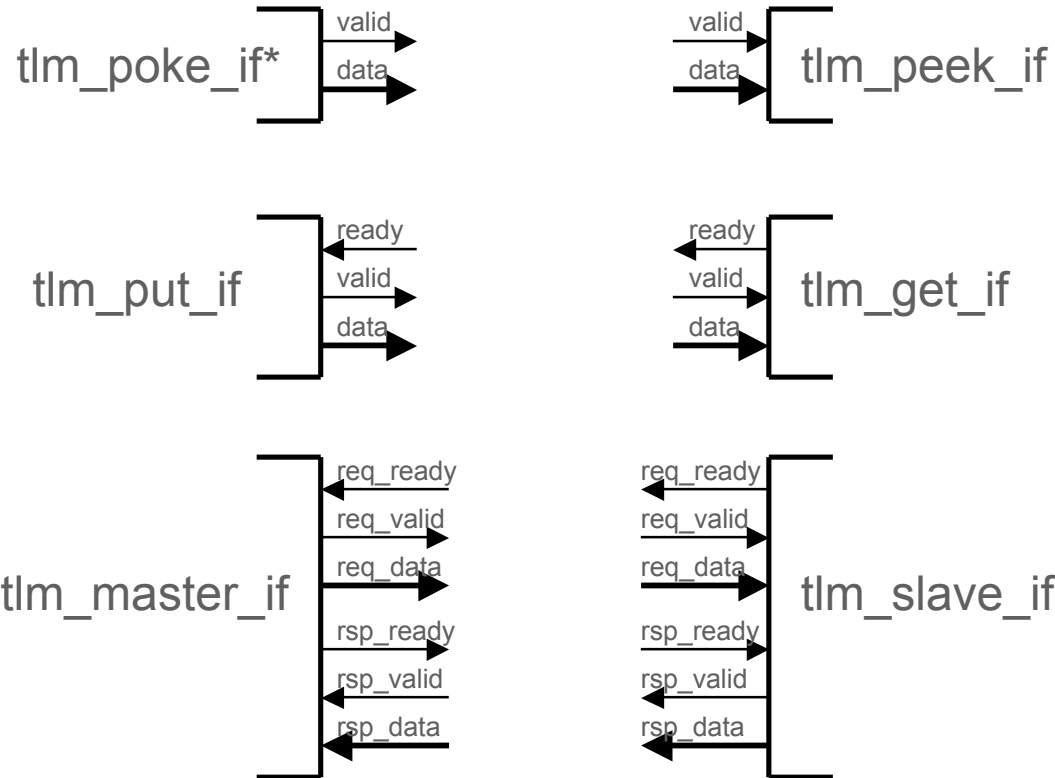 valid
tlm_poke_if*
data
valid
tlm_peek_if
data
ready
tlm_put_if
valid
data
ready
tlm_get_if
valid
data
req_ready
req_valid
req_data
tlm_master_if
rsp_ready
rsp_valid
rsp_data
req_ready
req_valid
req_data
tlm_slave_if
rsp_ready
rsp_valid
rsp_data